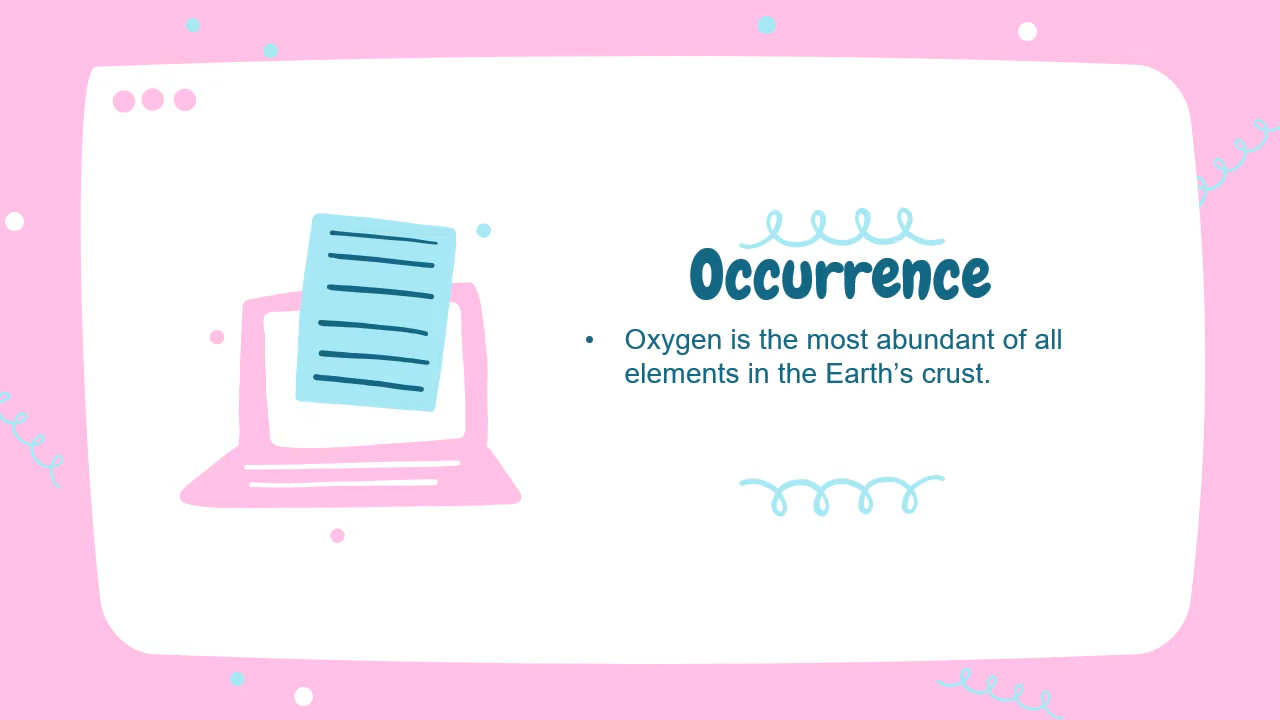 Occurrence
• Oxygen is the most abundant of all
elements in the Earth’s crust.